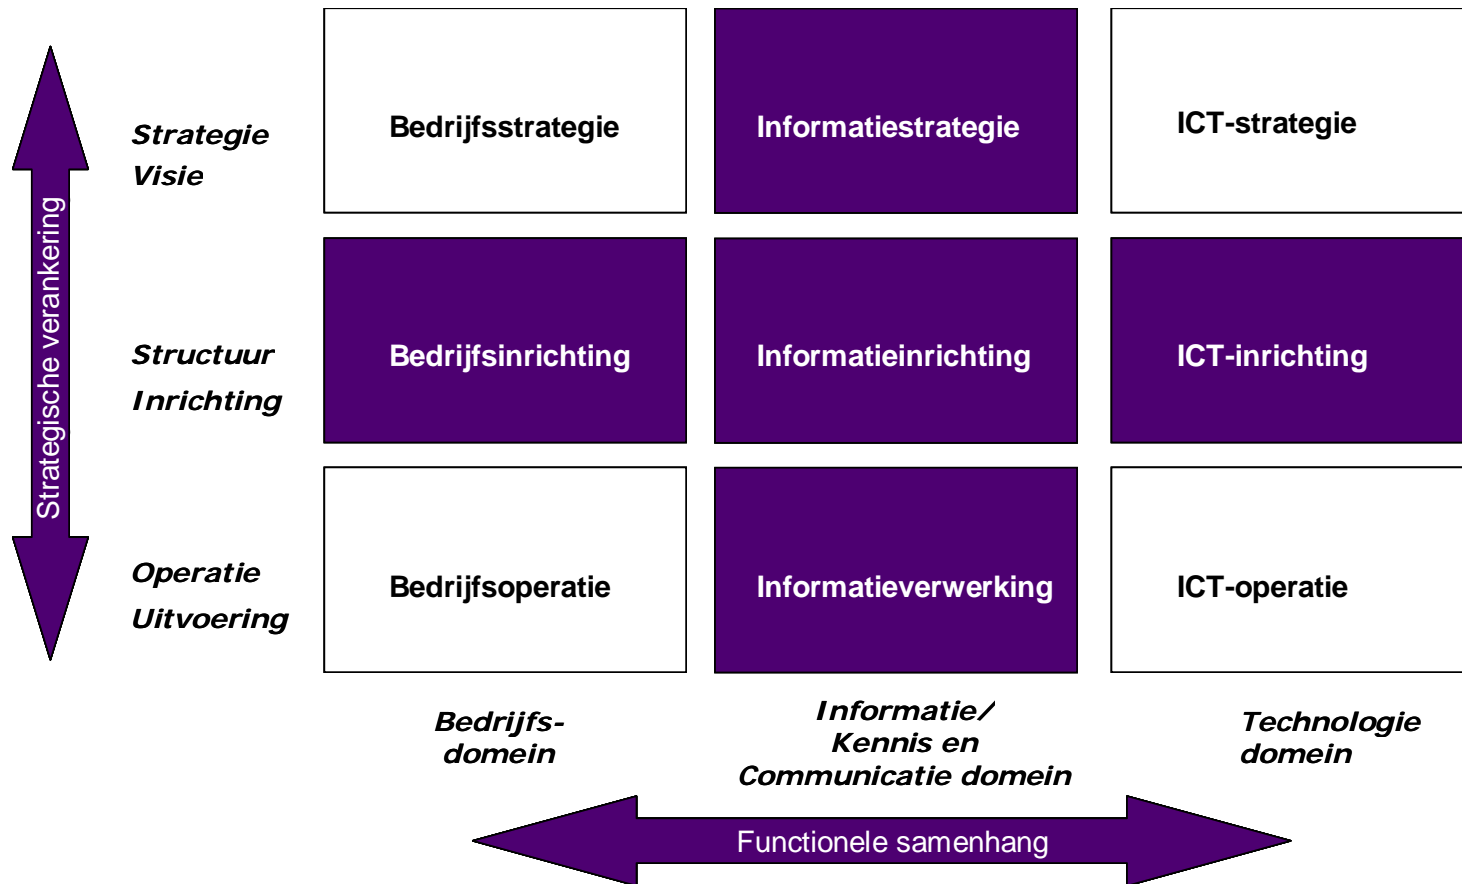 Strategische verankering
Strategie
Visie
Bedrijfsstrategie
Informatiestrategie
ICT-strategie
Structuur
Inrichting
Bedrijfsinrichting
Informatieinrichting
ICT-inrichting
Operatie
Uitvoering
Bedrijfsoperatie
Informatieverwerking
ICT-operatie
Bedrijfs-
domein
Informatie/
Kennis en
Communicatie domein
Technologie
domein
Functionele samenhang